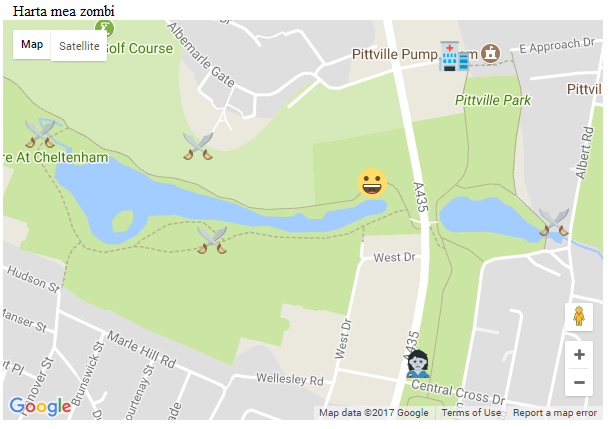 Harta mea zombi
Map
Satellite
Golf Course
Albemarle Gate
Pittville Pump
E Approach Dr
Pittville Park
Pittvil
Albert Rd
re At Cheltenham
A435
West Dr
West Dr
Hudson St
Manser St
Marle Hill Rd
Brunswick St
A435
Wellesley Rd
Central Cross Dr
Google
Map data ©2017 Google
Terms of Use
Report a map error